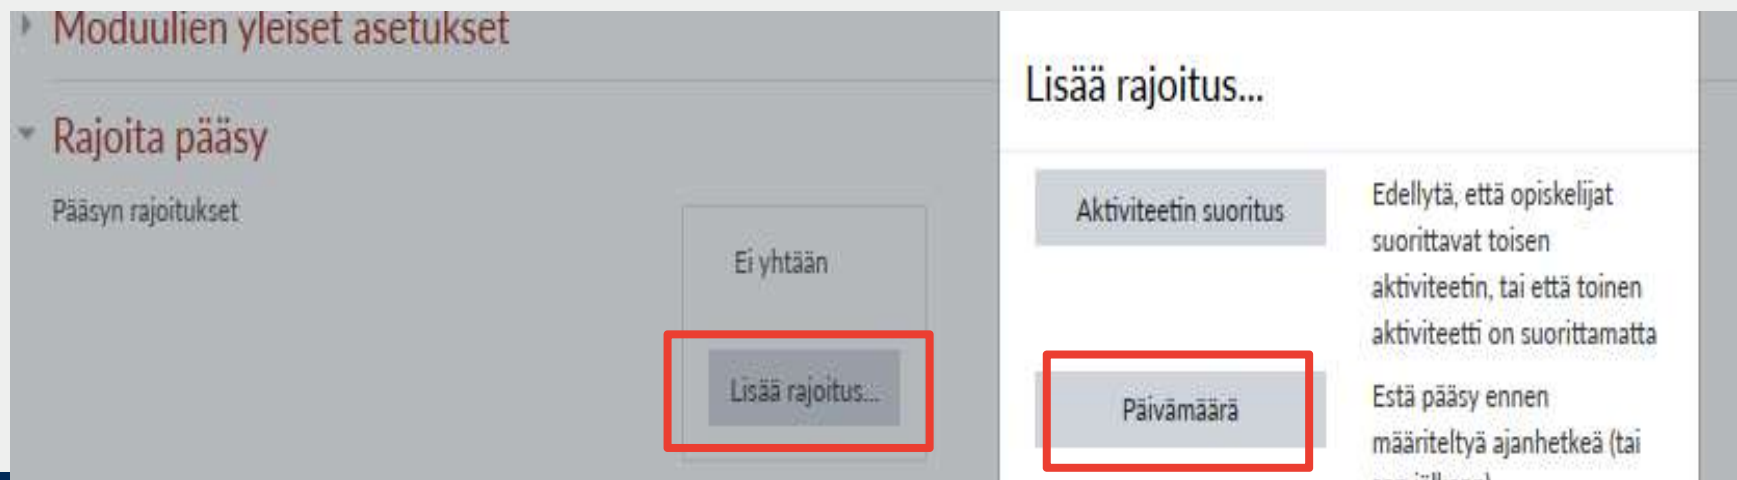 Moduulien yleiset asetukset
Rajoita pääsy
Pääsyn rajoitukset
Ei yhtään
Lisää rajoitus...
Lisää rajoitus...
Aktiviteetin suoritus
Edellytä, että opiskelijat
suorittavat toisen
aktiviteetin, tai että toinen
aktiviteetti on suorittamatta
Päivämäärä
Estä pääsy ennen
määriteltyä ajanhetkeä (tai